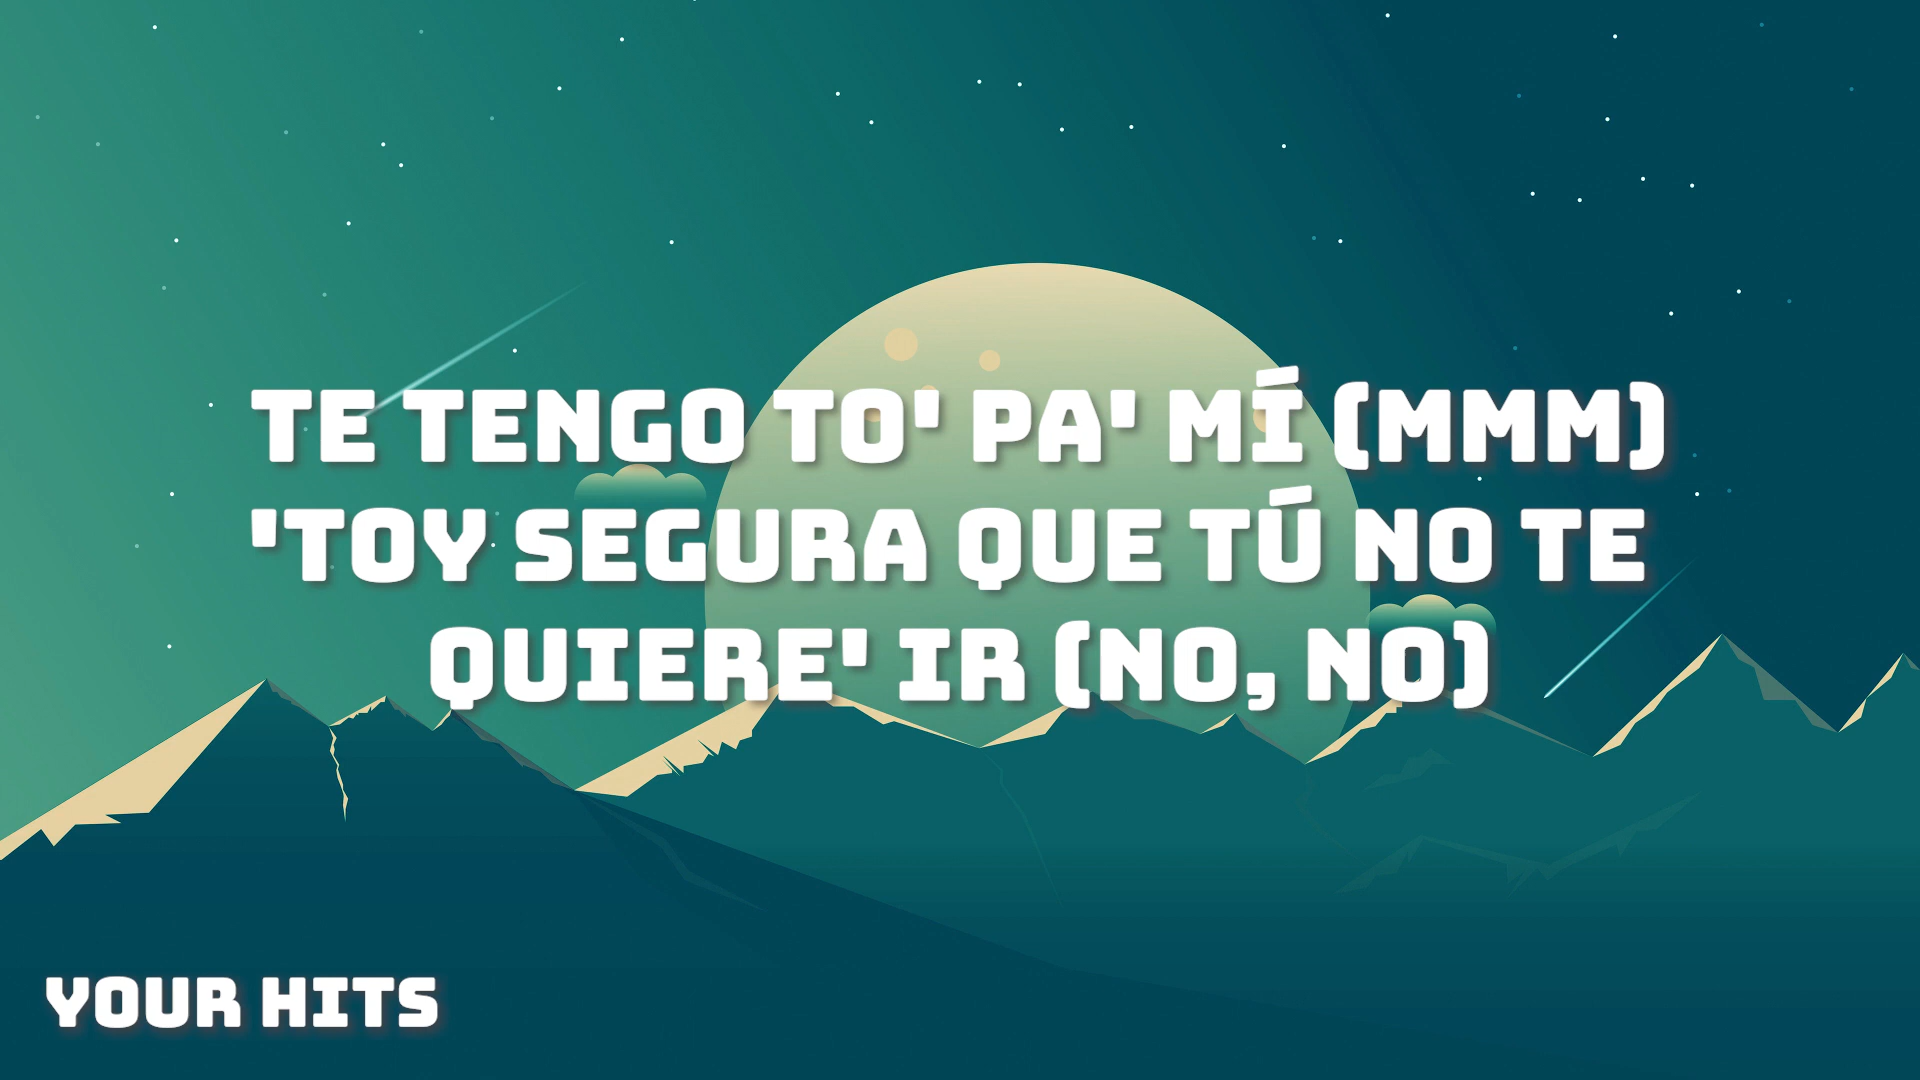 TE TENGO TO' PA' MÍ (MMM)
'TOY SEGURA QUE TÚ NO TE
QUIERE' IR (NO, NO)
YOUR HITS